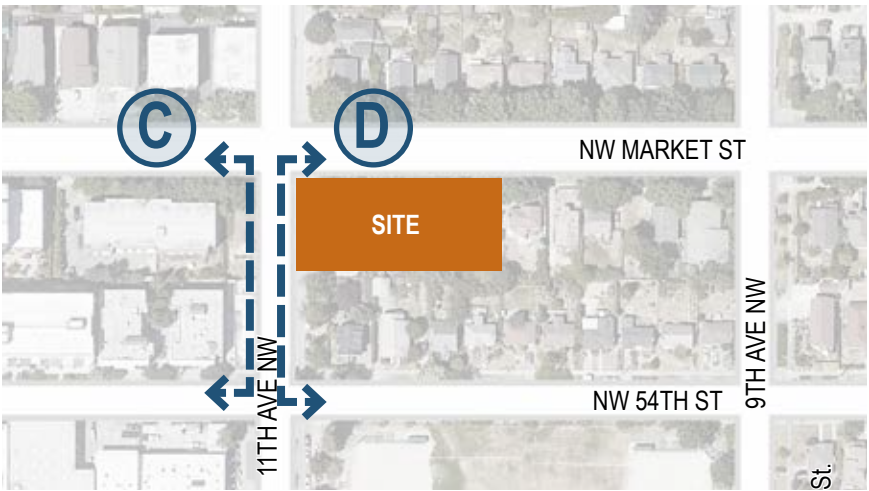 C
D
NW MARKET ST
SITE
11TH AVE NW
9TH AVE NW
NW 54TH ST
St.